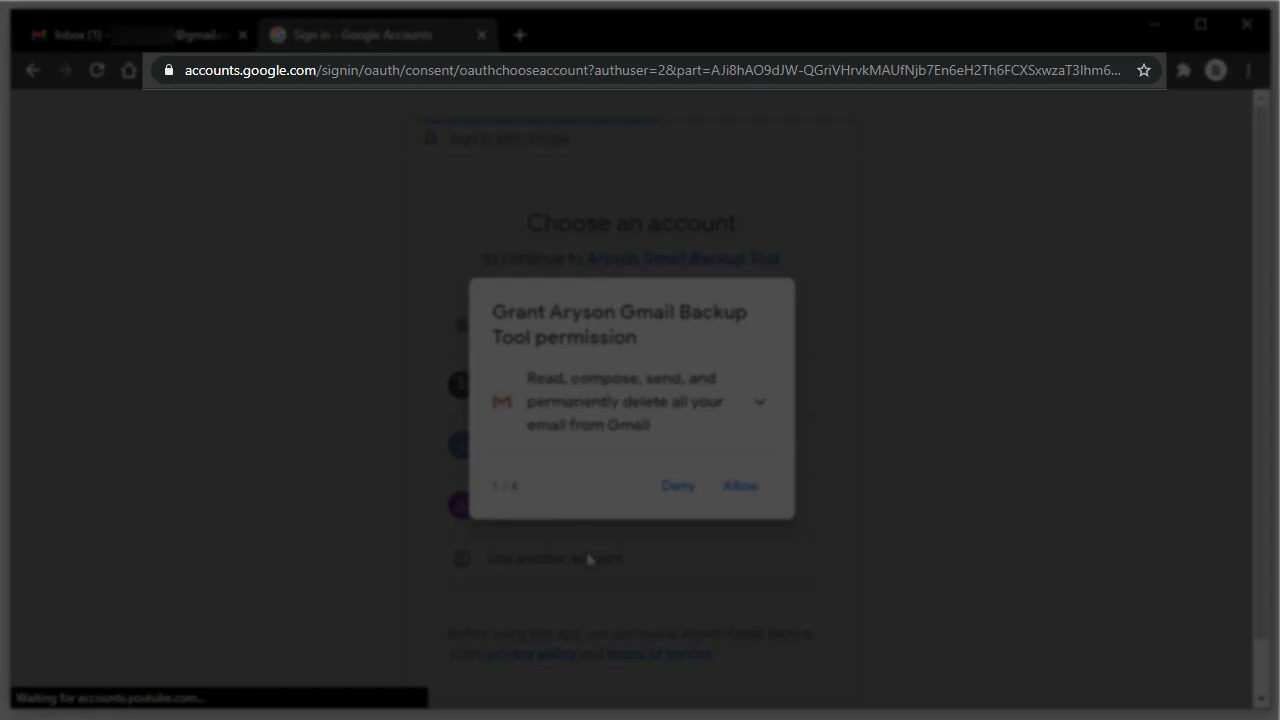 Inbox (1) -
@gmail.c
Sign in - Google Accounts
accounts.google.com/signin/oauth/consent/oauthchooseaccount?authuser=2&part=AJi8hAO9dJW-QGriVHrvkMAUfNjb7En6eH2Th6FCXSxwzaT3Ihm6...
Sign in with Google
Choose an account
to continue to Aryson Gmail Backup Tool
Grant Aryson Gmail Backup
Tool permission
Read, compose, send, and
permanently delete all your
email from Gmail
1 / 4
Deny
Allow
Use another account
Before using this app, you can review Aryson Gmail Backup
Tool's privacy policy and terms of service.
Waiting for accounts.youtube.com...